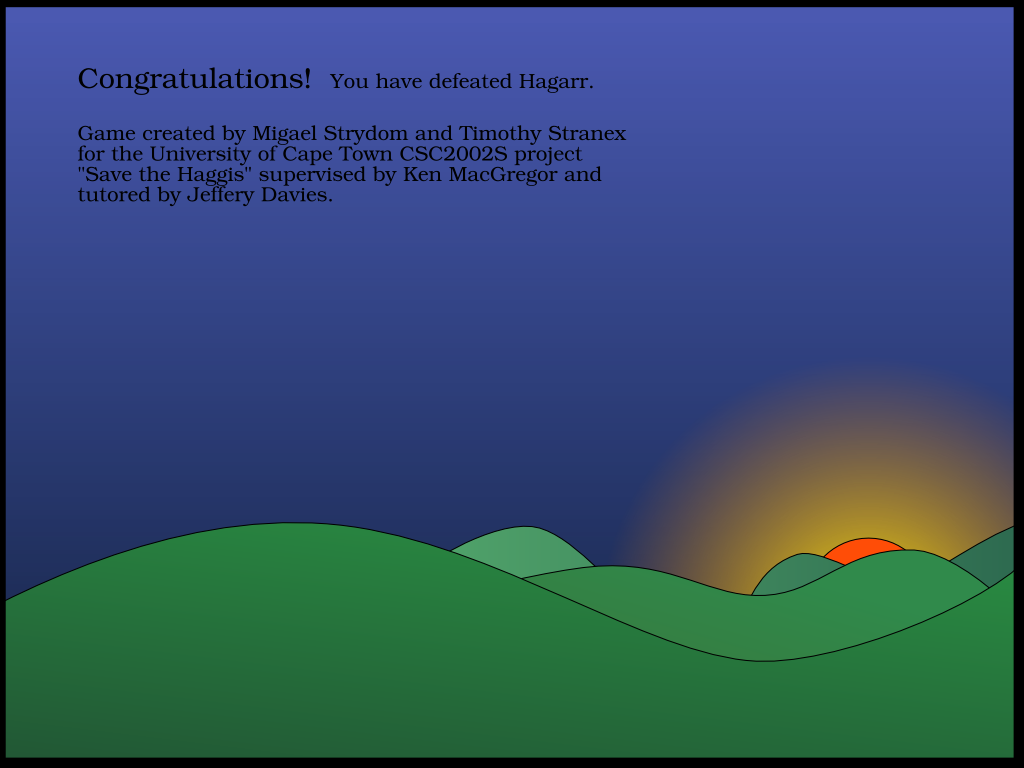 Congratulations! You have defeated Hagarr.
Game created by Migael Strydom and Timothy Stranex
for the University of Cape Town CSC2002S project
"Save the Haggis" supervised by Ken MacGregor and
tutored by Jeffery Davies.